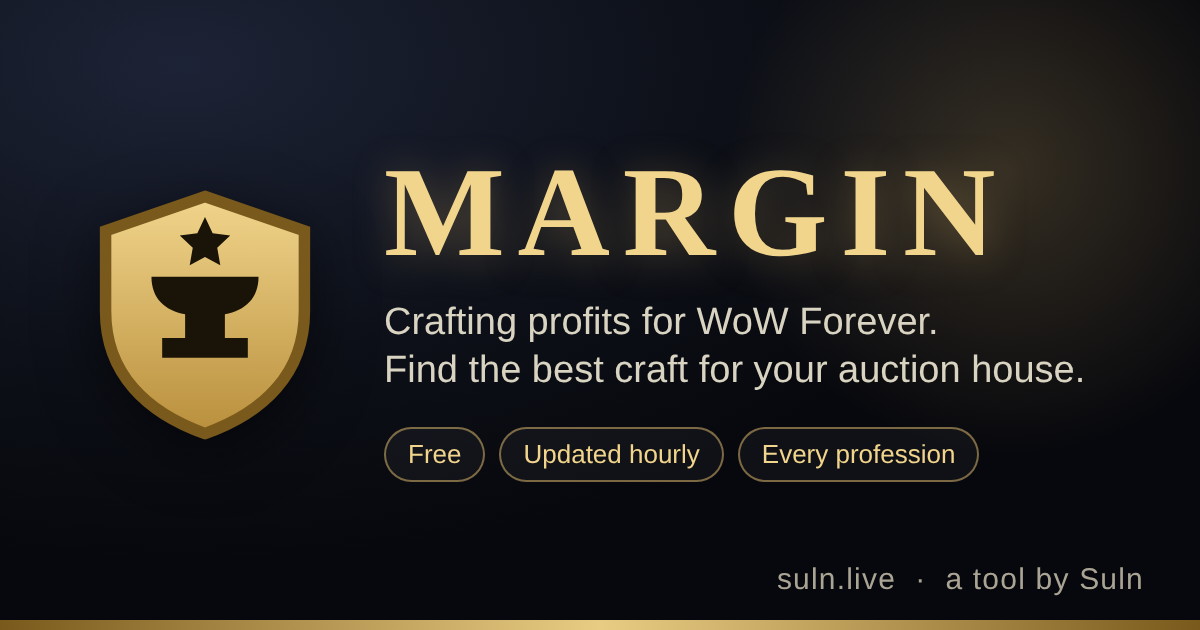 MARGIN
Crafting profits for WoW Forever.
Find the best craft for your auction house.
Free
Updated hourly
Every profession
suln.live · a tool by Suln